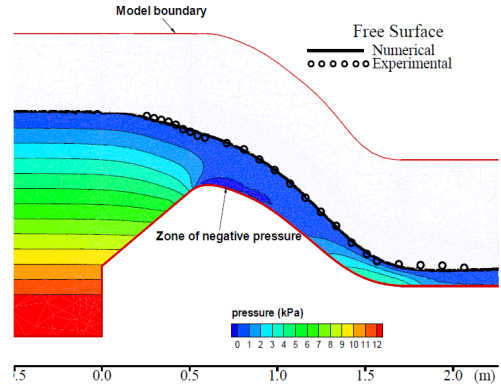 Model boundary
Free Surface
Numerical
Experimental
Zone of negative pressure
pressure (kPa)
0 1 2 3 4 5 6 7 8 9 10 11 12
.5 0.0 0.5 1.0 1.5 2.0 (m)